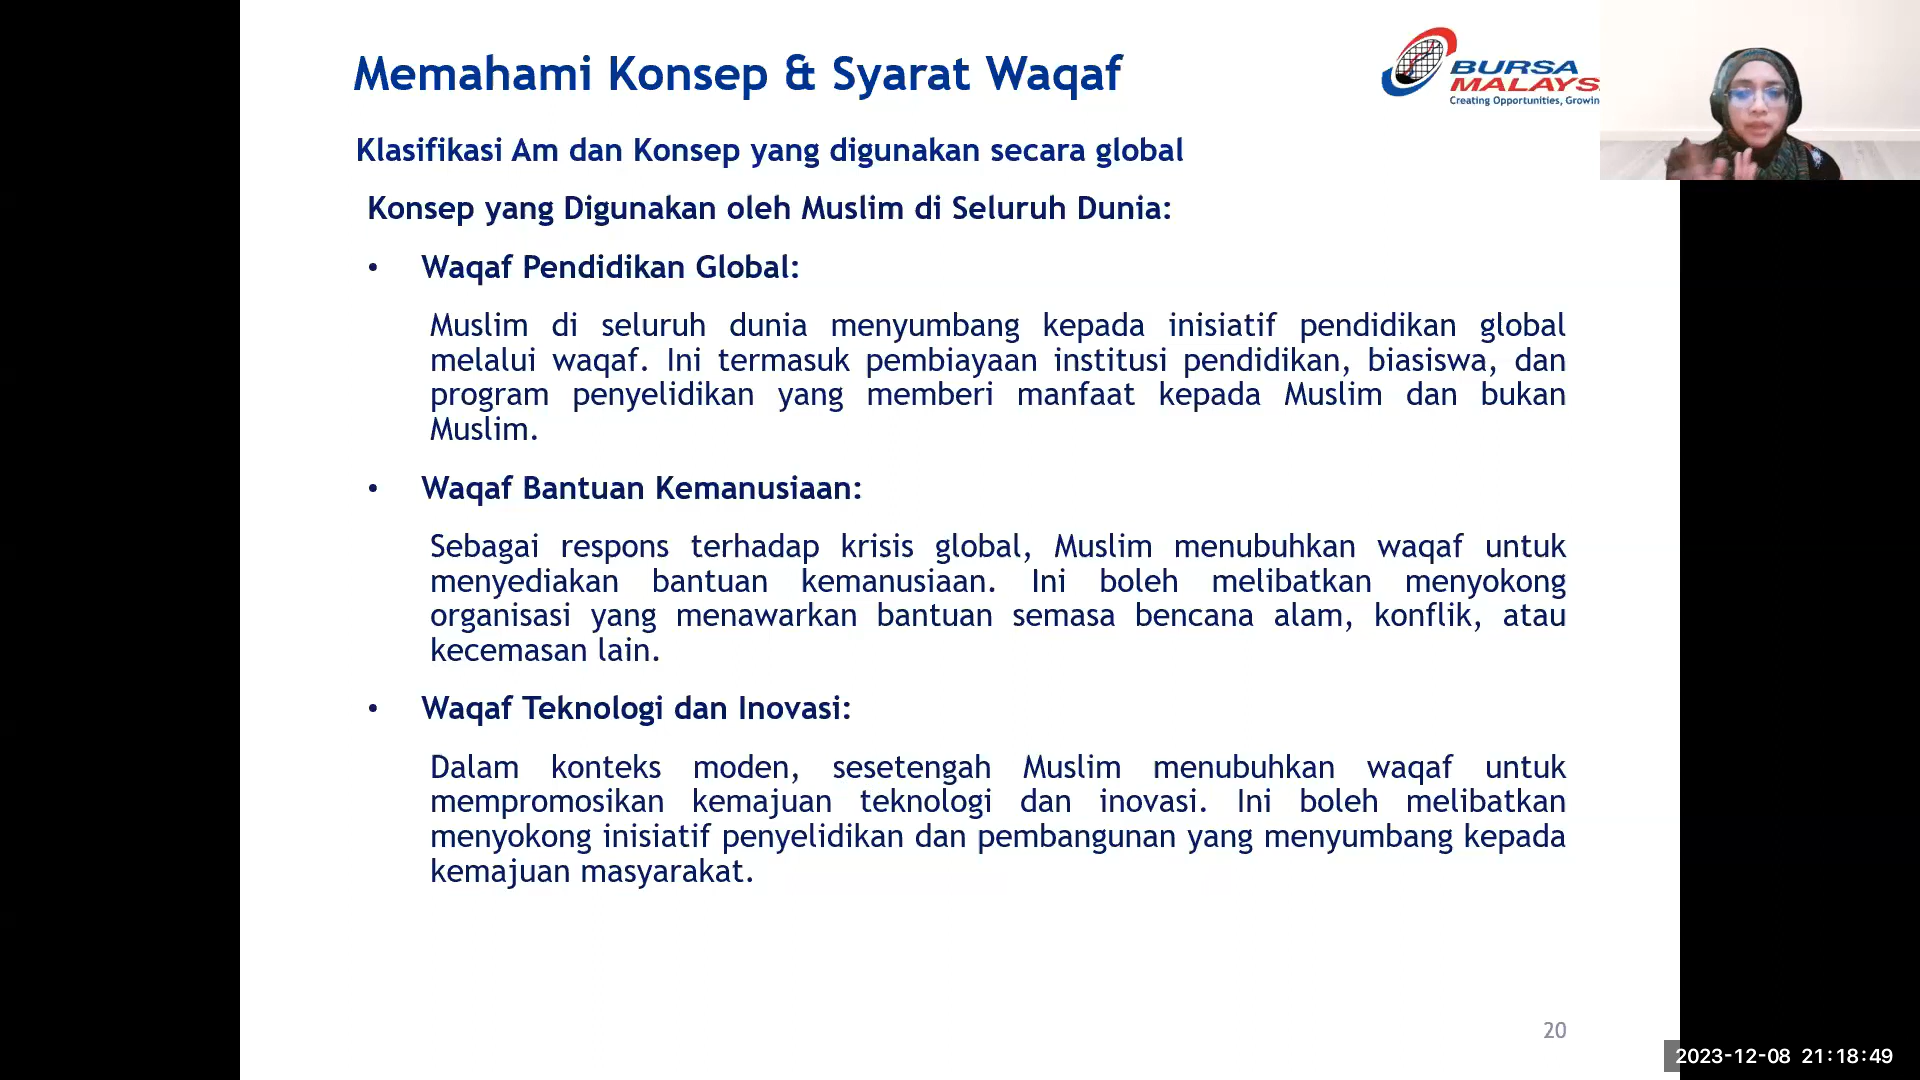 Memahami Konsep & Syarat Waqaf
BURSA
MALAYS
Creating Opportunities, Growin
Klasifikasi Am dan Konsep yang digunakan secara global
Konsep yang Digunakan oleh Muslim di Seluruh Dunia:
• Waqaf Pendidikan Global:
Muslim di seluruh dunia menyumbang kepada inisiatif pendidikan global
melalui waqaf. Ini termasuk pembiayaan institusi pendidikan, biasiswa, dan
program penyelidikan yang memberi manfaat kepada Muslim dan bukan
Muslim.
• Waqaf Bantuan Kemanusiaan:
Sebagai respons terhadap krisis global, Muslim menubuhkan waqaf untuk
menyediakan bantuan kemanusiaan. Ini boleh melibatkan menyokong
organisasi yang menawarkan bantuan semasa bencana alam, konflik, atau
kecemasan lain.
• Waqaf Teknologi dan Inovasi:
Dalam konteks moden, sesetengah Muslim menubuhkan waqaf untuk
mempromosikan kemajuan teknologi dan inovasi. Ini boleh melibatkan
menyokong inisiatif penyelidikan dan pembangunan yang menyumbang kepada
kemajuan masyarakat.
20
2023-12-08 21:18:49